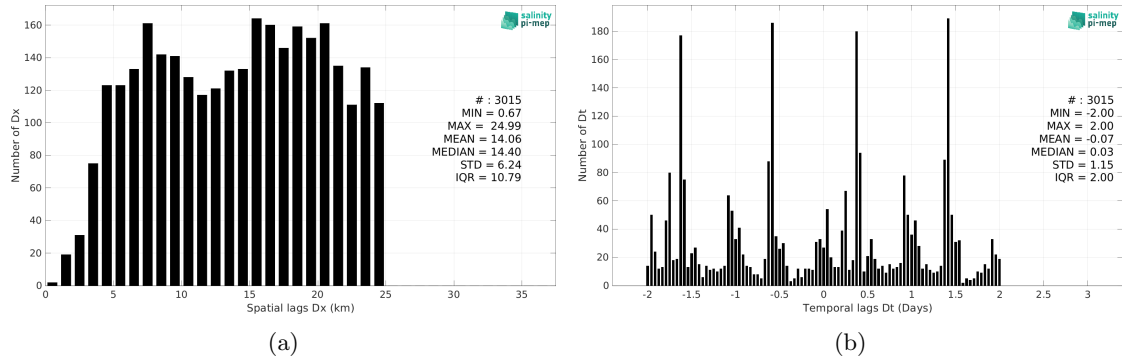 160
140
120
100
80
60
40
20
0
Number of Dx
salinity
pi-mep
# : 3015
MIN = 0.67
MAX = 24.99
MEAN = 14.06
MEDIAN = 14.40
STD = 6.24
IQR = 10.79
0 5 10 15 20 25 30 35
Spatial lags Dx (km)
(a)
180
160
140
120
100
80
60
40
20
0
Number of Dt
salinity
pi-mep
# : 3015
MIN = -2.00
MAX = 2.00
MEAN = -0.07
MEDIAN = 0.03
STD = 1.15
IQR = 2.00
-2 -1.5 -1 -0.5 0 0.5 1 1.5 2 2.5 3
Temporal lags Dt (Days)
(b)